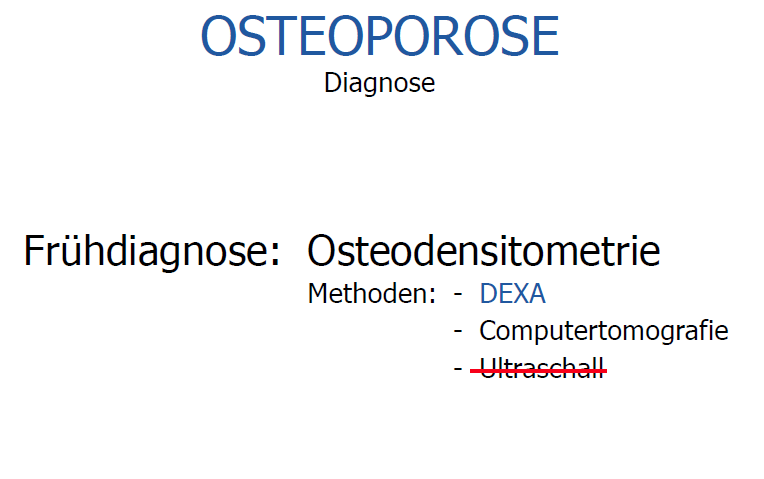 OSTEOPOROSE
Diagnose
Frühdiagnose: Osteodensitometrie
Methoden: - DEXA
- Computertomografie
- Ultraschall